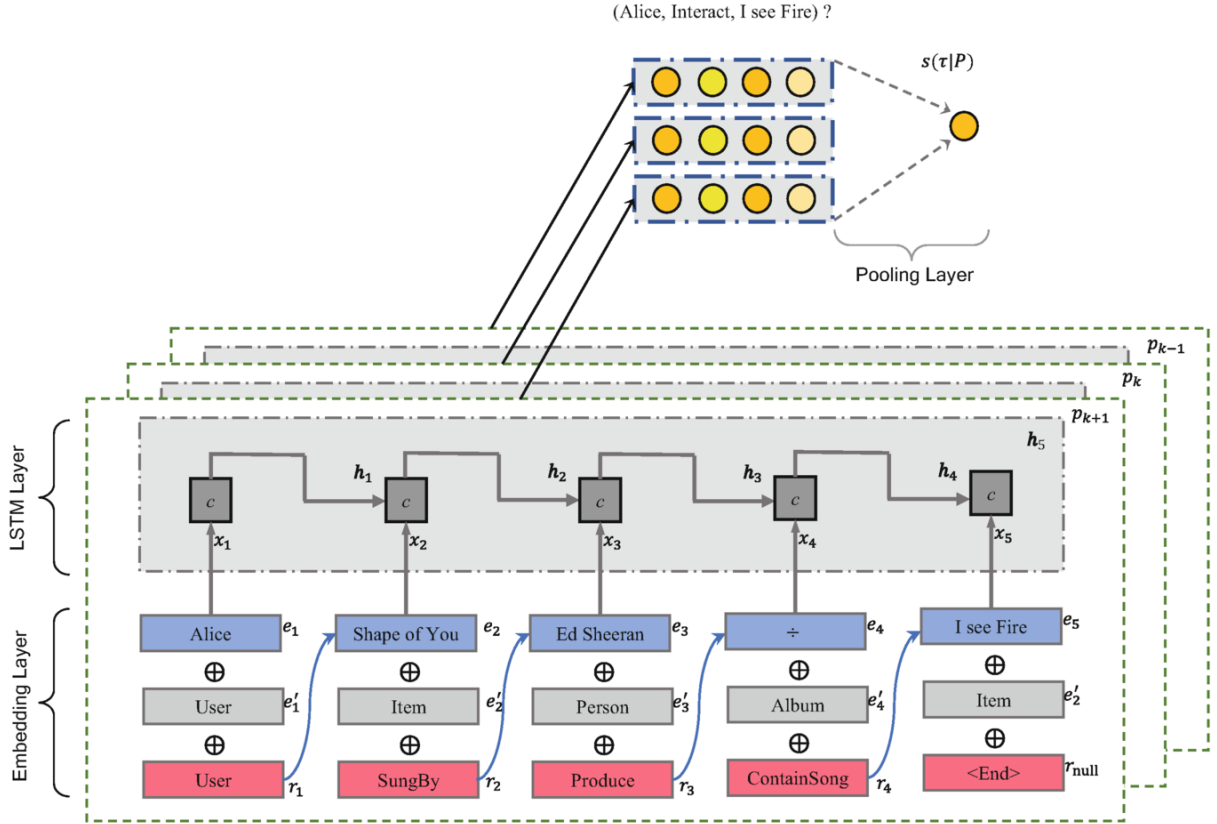 (Alice, Interact, I see Fire) ?
s(τ|P)
Pooling Layer
p_{k-1}
p_k
p_{k+1}
h_5
LSTM Layer
c h_1 c h_2 c h_3 c h_4 c
x_1 x_2 x_3 x_4 x_5
Embedding Layer
Alice e_1 Shape of You e_2 Ed Sheeran e_3 ÷ e_4 I see Fire e_5
⊕ ⊕ ⊕ ⊕ ⊕
User e'_1 Item e'_2 Person e'_3 Album e'_4 Item e'_2
⊕ ⊕ ⊕ ⊕ ⊕
User r_1 SungBy r_2 Produce r_3 ContainSong r_4 <End> r_null